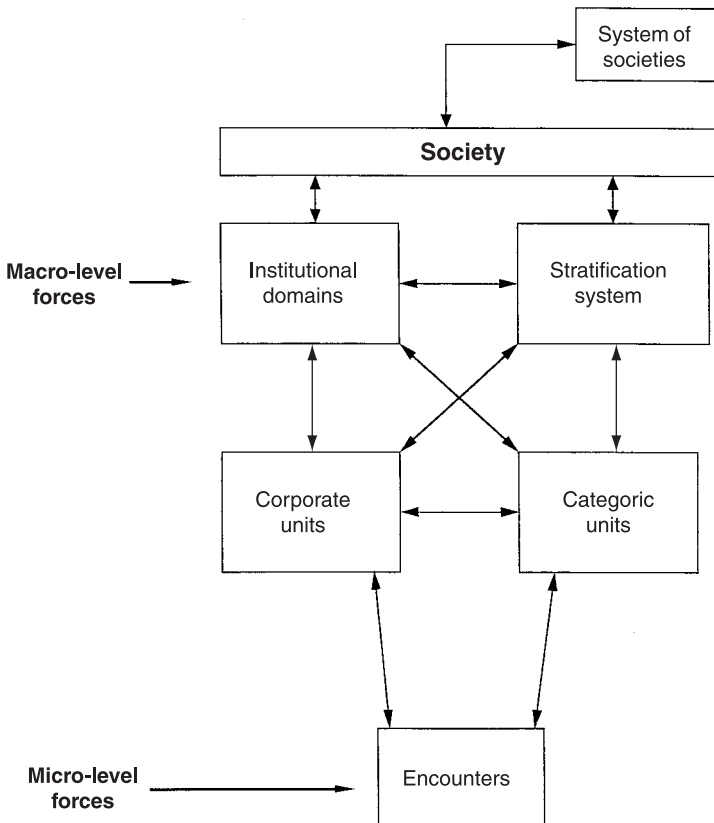 System of
societies
Society
Institutional
domains
Stratification
system
Macro-level
forces
Corporate
units
Categoric
units
Micro-level
forces
Encounters